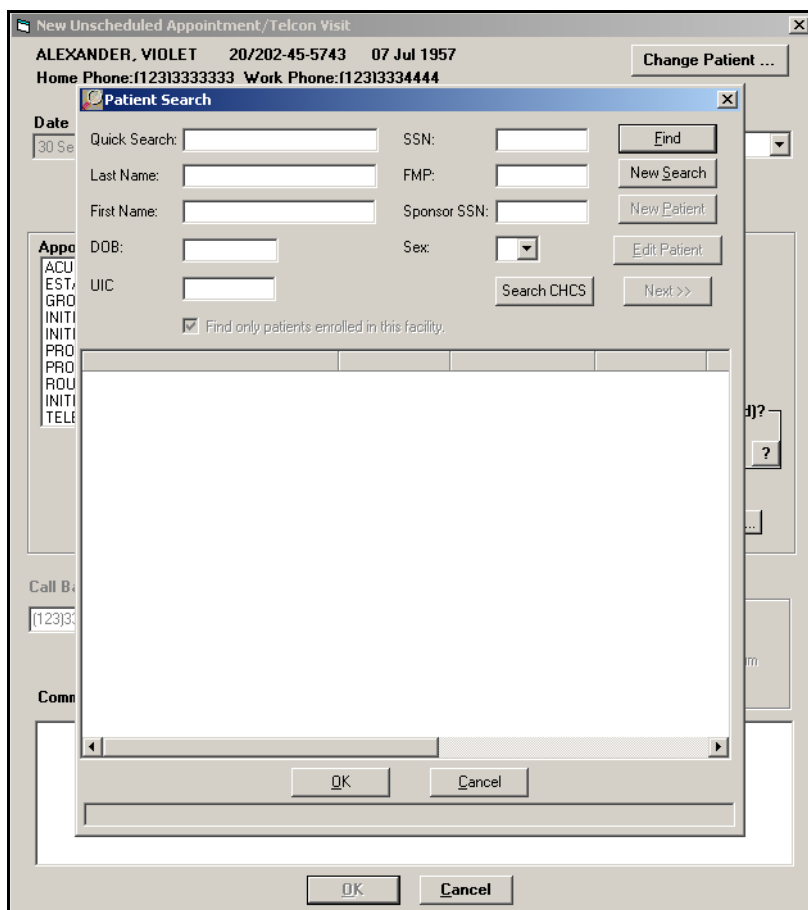 New Unscheduled Appointment/Telcon Visit
ALEXANDER, VIOLET 20/202-45-5743 07 Jul 1957
Change Patient ...
Home Phone:(123)3333333 Work Phone:(123)3334444
Patient Search
Date
30 Se
Quick Search:
SSN:
Find
Last Name:
FMP:
New Search
First Name:
Sponsor SSN:
New Patient
DOB:
Sex:
Edit Patient
UIC
Search CHCS
Next >>
Find only patients enrolled in this facility.
Appo
ACU
EST
GRO
INITI
INITI
PRO
PRO
ROU
INITI
TELE
d)?
?
...
Call Ba
(123)33
m
Comm
OK
Cancel
OK
Cancel